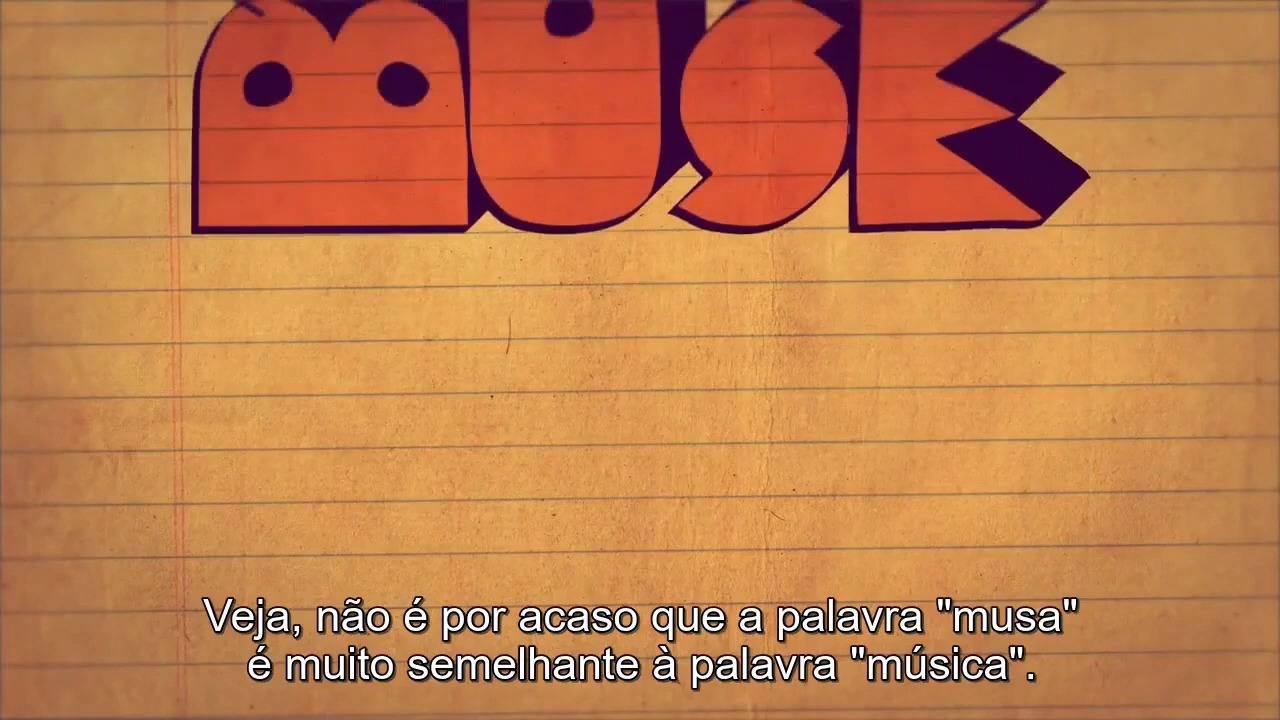 MUSE
Veja, não é por acaso que a palavra "musa"
é muito semelhante à palavra "música".